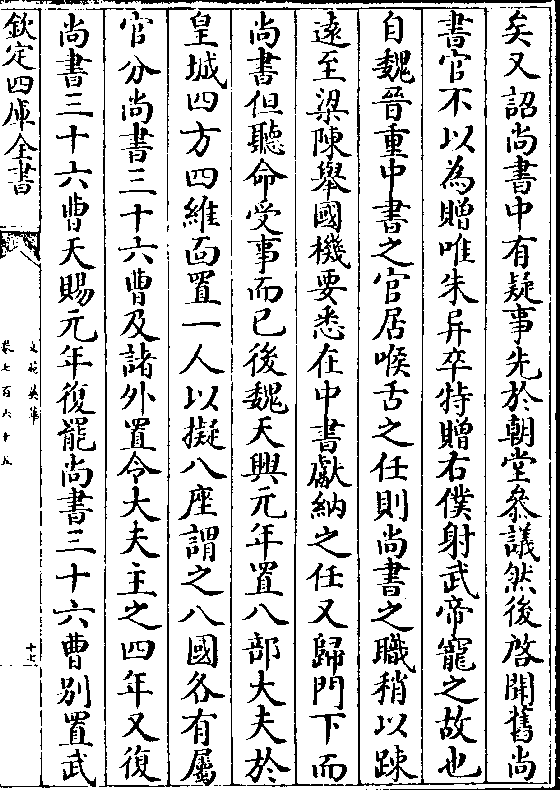 矣又詔尚書中有疑事先於朝堂參議然後啓聞舊尚
書官不以為贈唯朱异卒特贈右僕射武帝寵之故也
自魏晉重中書之官居喉舌之任則尚書之職稍以踈
遠至梁陳舉國機要悉在中書獻納之任又歸門下而
尚書但聽命受事而已後魏天興元年置八部大夫於
皇城四方四維面置一人以擬八座謂之八國各有屬
官分尚書三十六曹及諸外置令大夫主之四年又復
尚書三十六曹天賜元年復罷尚書三十六曹別置武
欽定四庫全書
文苑英華
卷七百六十五
十七